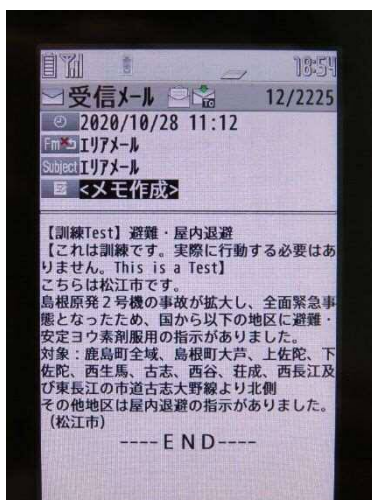 18:54
受信メール TO 12/2225
2020/10/28 11:12
Fm エリアメール
Subject エリアメール
<メモ作成>
【訓練Test】避難・屋内退避
【これは訓練です。実際に行動する必要はあ
りません。This is a Test】
こちらは松江市です。
島根原発２号機の事故が拡大し、全面緊急事
態となったため、国から以下の地区に避難・
安定ヨウ素剤服用の指示がありました。
対象：鹿島町全域、島根町大芦、上佐陀、下
佐陀、西生馬、古志、西谷、荘成、西長江及
び東長江の市道古志大野線より北側
その他地区は屋内退避の指示がありました。
（松江市）
----END----